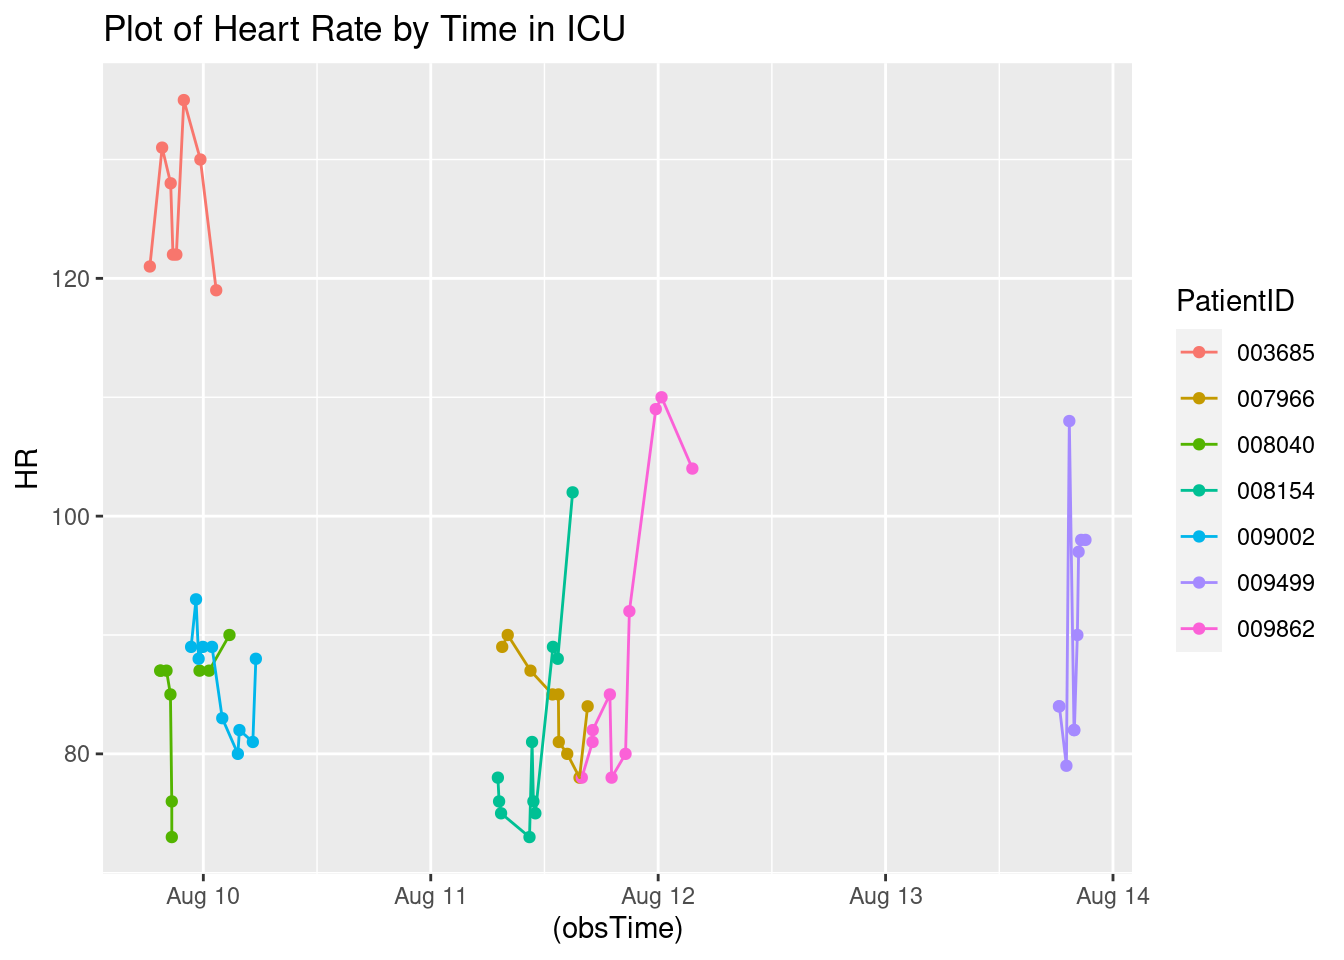 Plot of Heart Rate by Time in ICU
HR
120
100
80
Aug 10
Aug 11
Aug 12
Aug 13
Aug 14
(obsTime)
PatientID
003685
007966
008040
008154
009002
009499
009862